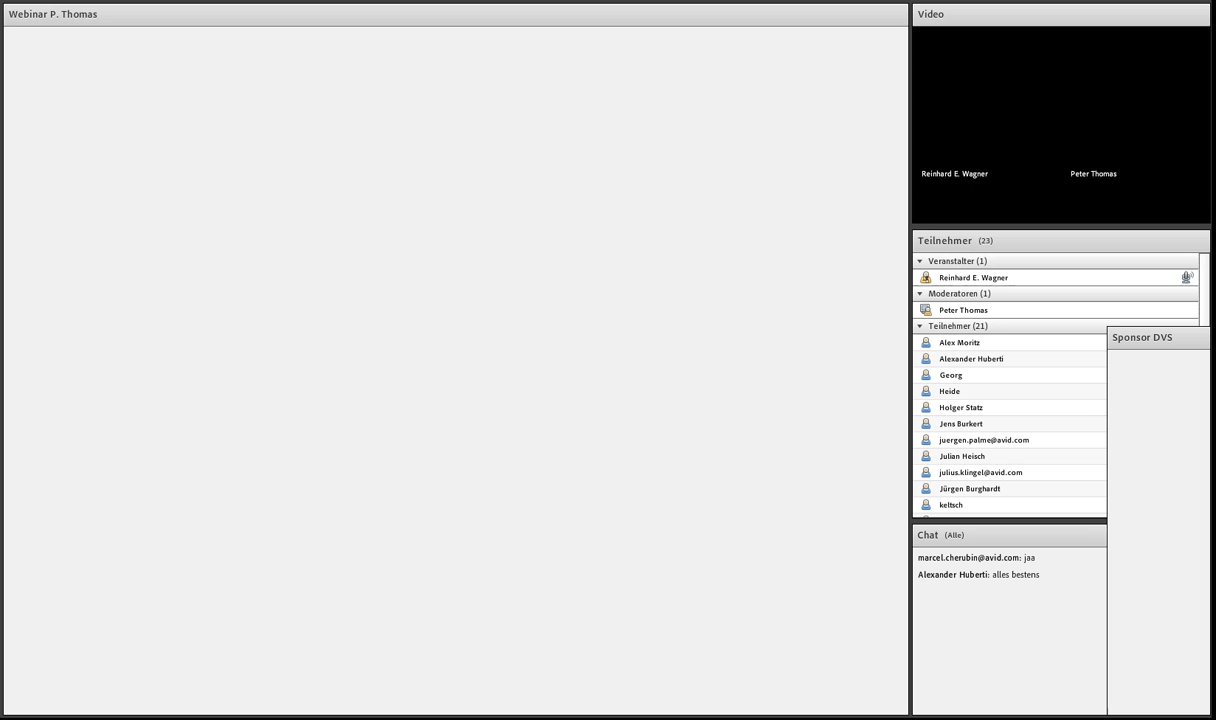 Webinar P. Thomas
Video
Reinhard E. Wagner
Peter Thomas
Teilnehmer (23)
Veranstalter (1)
Reinhard E. Wagner
Moderatoren (1)
Peter Thomas
Teilnehmer (21)
Alex Moritz
Alexander Huberti
Georg
Heide
Holger Statz
Jens Burkert
juergen.palme@avid.com
Julian Heisch
julius.klingel@avid.com
Jürgen Burghardt
keltsch
Sponsor DVS
Chat (Alle)
marcel.cherubin@avid.com: jaa
Alexander Huberti: alles bestens